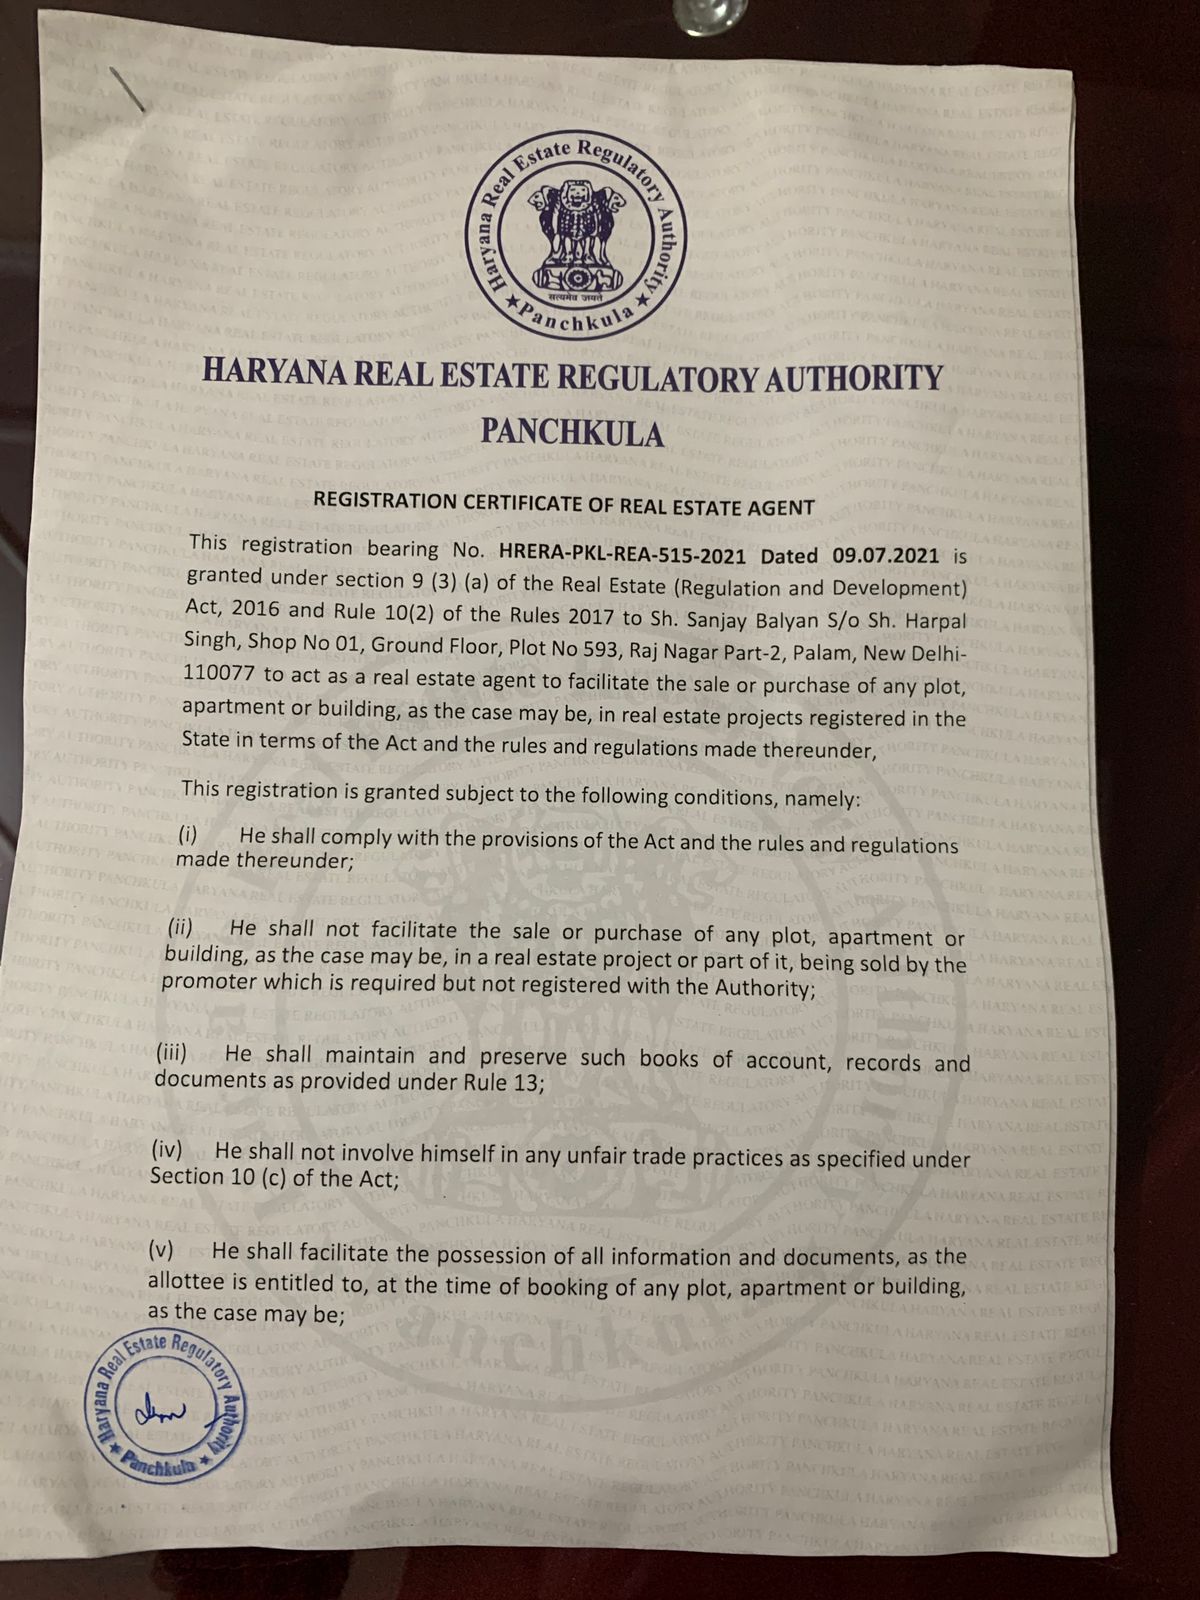 Haryana Real Estate Regulatory Authority
सत्यमेव जयते
★ Panchkula ★
HARYANA REAL ESTATE REGULATORY AUTHORITY
PANCHKULA
REGISTRATION CERTIFICATE OF REAL ESTATE AGENT
This registration bearing No. HRERA-PKL-REA-515-2021 Dated 09.07.2021 is
granted under section 9 (3) (a) of the Real Estate (Regulation and Development)
Act, 2016 and Rule 10(2) of the Rules 2017 to Sh. Sanjay Balyan S/o Sh. Harpal
Singh, Shop No 01, Ground Floor, Plot No 593, Raj Nagar Part-2, Palam, New Delhi-
110077 to act as a real estate agent to facilitate the sale or purchase of any plot,
apartment or building, as the case may be, in real estate projects registered in the
State in terms of the Act and the rules and regulations made thereunder,
This registration is granted subject to the following conditions, namely:
(i) He shall comply with the provisions of the Act and the rules and regulations
made thereunder;
(ii) He shall not facilitate the sale or purchase of any plot, apartment or
building, as the case may be, in a real estate project or part of it, being sold by the
promoter which is required but not registered with the Authority;
(iii) He shall maintain and preserve such books of account, records and
documents as provided under Rule 13;
(iv) He shall not involve himself in any unfair trade practices as specified under
Section 10 (c) of the Act;
(v) He shall facilitate the possession of all information and documents, as the
allottee is entitled to, at the time of booking of any plot, apartment or building,
as the case may be;
Haryana Real Estate Regulatory Authority
★ Panchkula ★